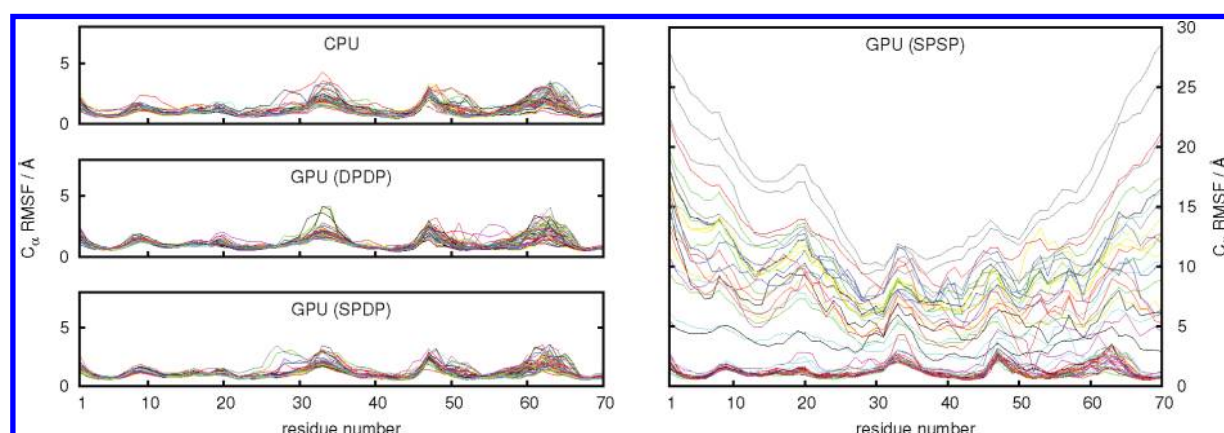 CPU
5
0
GPU (DPDP)
5
0
GPU (SPDP)
5
0
1 10 20 30 40 50 60 70
residue number
Cα RMSF / Å
GPU (SPSP)
30
25
20
15
10
5
0
1 10 20 30 40 50 60 70
residue number
RMSF / Å